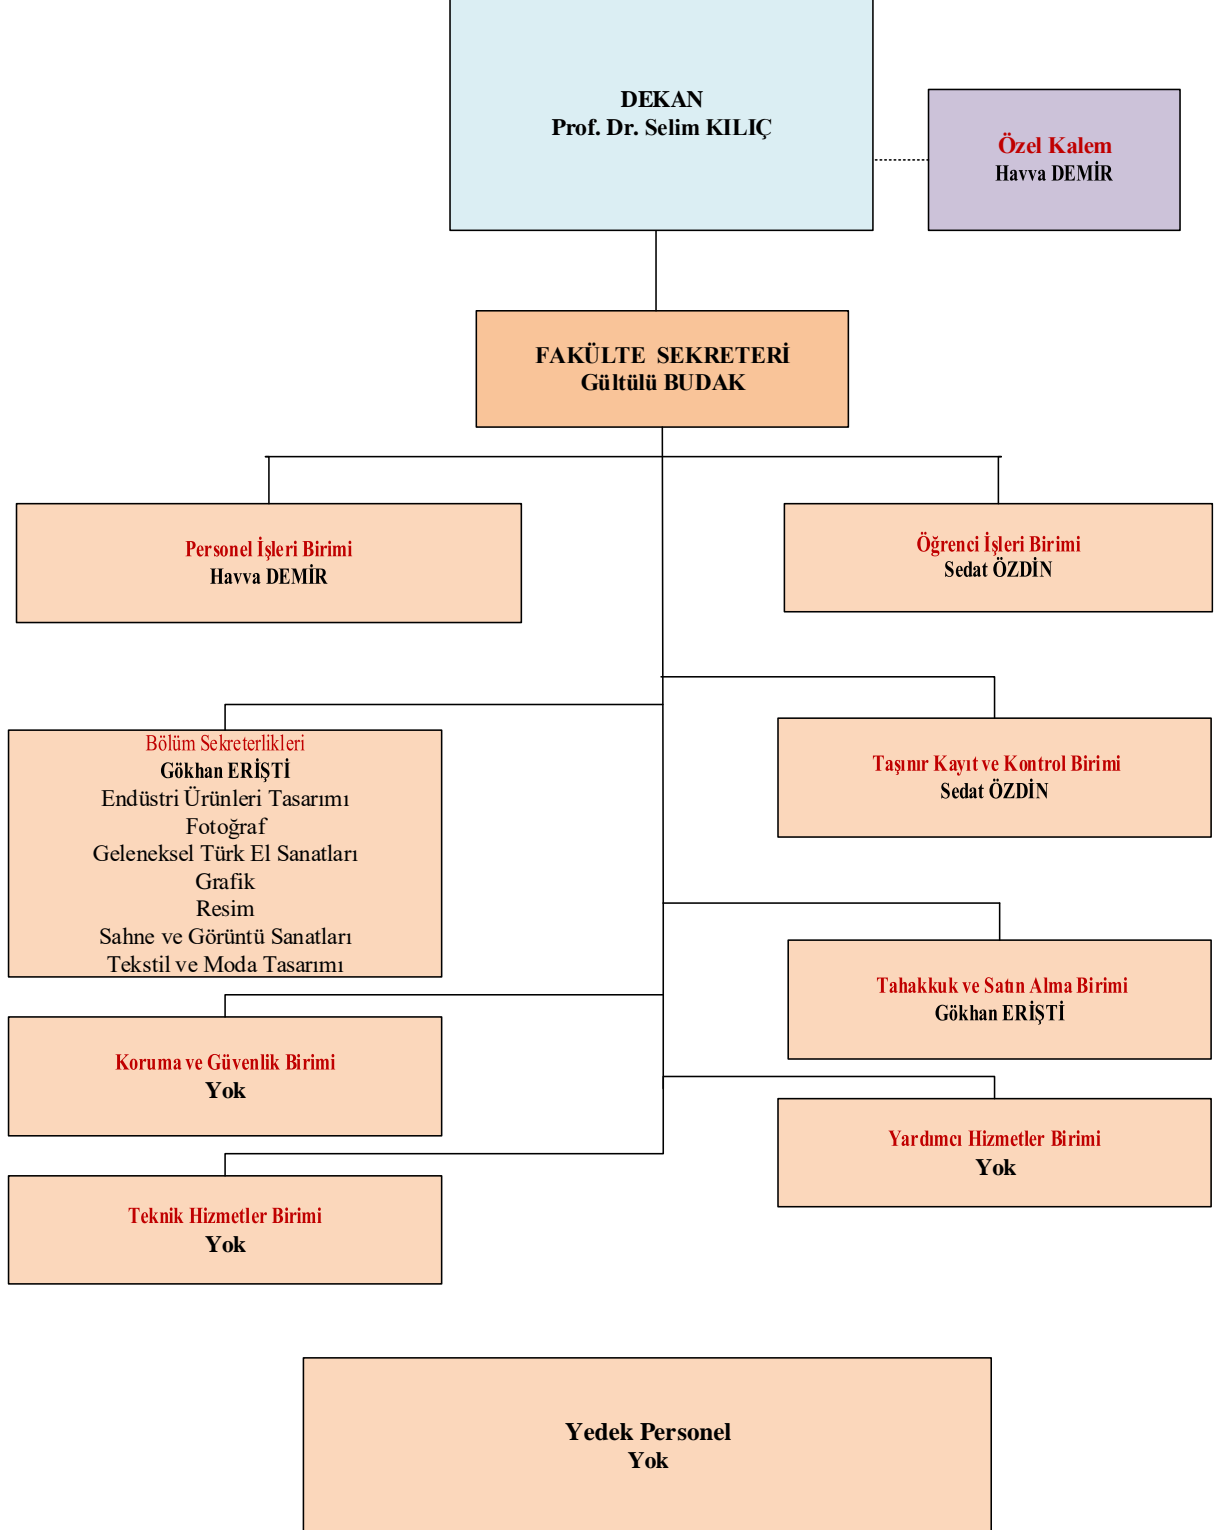 DEKAN
Prof. Dr. Selim KILIÇ
Özel Kalem
Havva DEMİR
FAKÜLTE SEKRETERİ
Gültülü BUDAK
Personel İşleri Birimi
Havva DEMİR
Öğrenci İşleri Birimi
Sedat ÖZDİN
Bölüm Sekreterlikleri
Gökhan ERİŞTİ
Endüstri Ürünleri Tasarımı
Fotoğraf
Geleneksel Türk El Sanatları
Grafik
Resim
Sahne ve Görüntü Sanatları
Tekstil ve Moda Tasarımı
Taşınır Kayıt ve Kontrol Birimi
Sedat ÖZDİN
Tahakkuk ve Satın Alma Birimi
Gökhan ERİŞTİ
Koruma ve Güvenlik Birimi
Yok
Yardımcı Hizmetler Birimi
Yok
Teknik Hizmetler Birimi
Yok
Yedek Personel
Yok